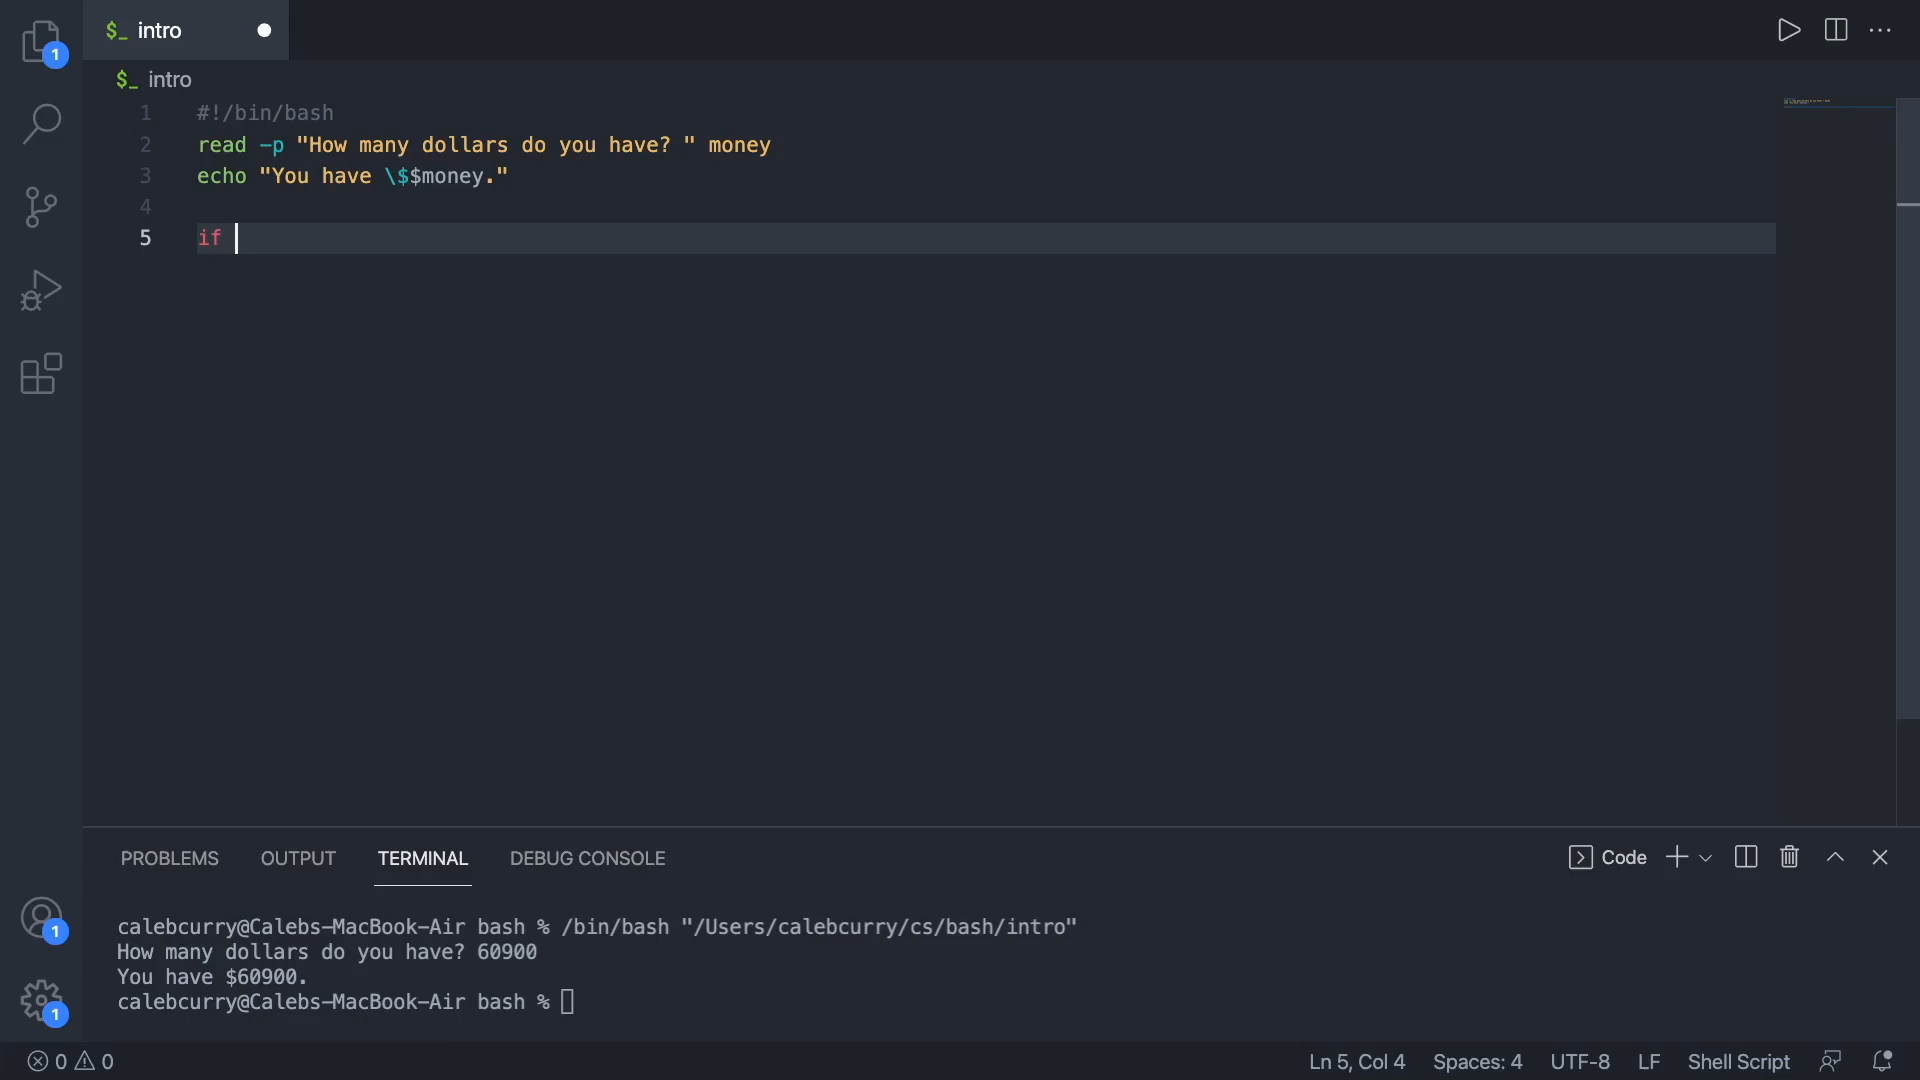 1
$_ intro
$_ intro
1 #!/bin/bash
2 read -p "How many dollars do you have? " money
3 echo "You have \$$money."
4
5 if
PROBLEMS OUTPUT TERMINAL DEBUG CONSOLE
Code
calebcurry@Calebs-MacBook-Air bash % /bin/bash "/Users/calebcurry/cs/bash/intro"
How many dollars do you have? 60900
You have $60900.
calebcurry@Calebs-MacBook-Air bash %
1
1
0 0
Ln 5, Col 4 Spaces: 4 UTF-8 LF Shell Script